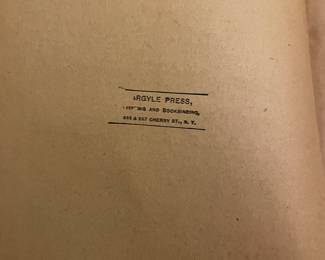 ARGYLE PRESS,
AND BOOKBINDING,
CHERRY ST., N. Y.